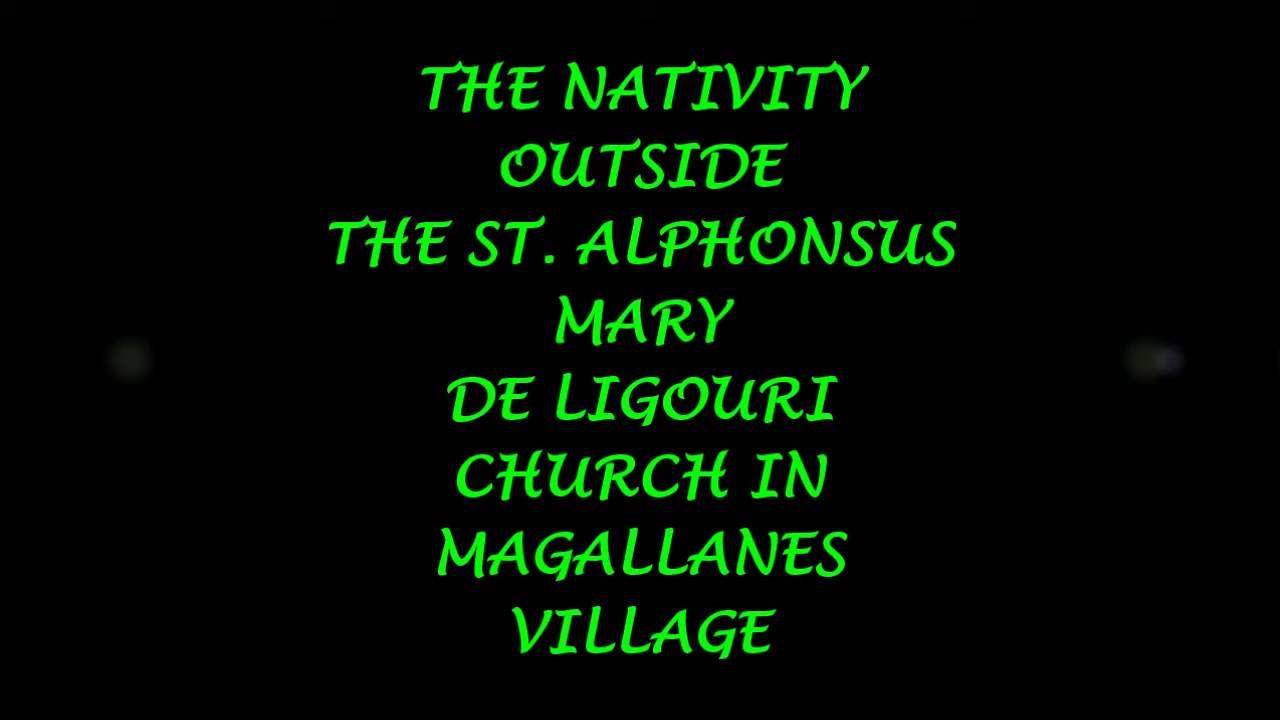 THE NATIVITY
OUTSIDE
THE ST. ALPHONSUS
MARY
DE LIGOURI
CHURCH IN
MAGALLANES
VILLAGE